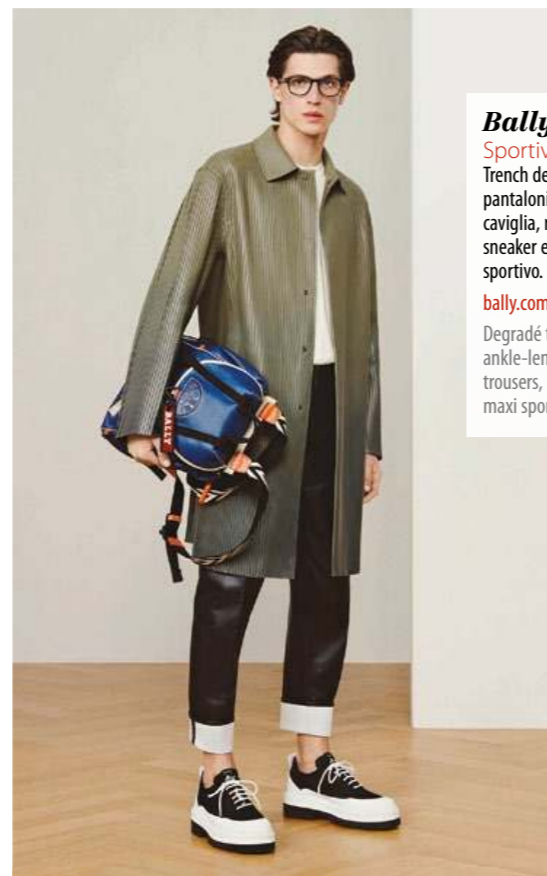 Bally
Sportiv
Trench de
pantaloni
caviglia,
sneaker e
sportivo.
bally.com
Degradé
ankle-len
trousers,
maxi spor
BALLY